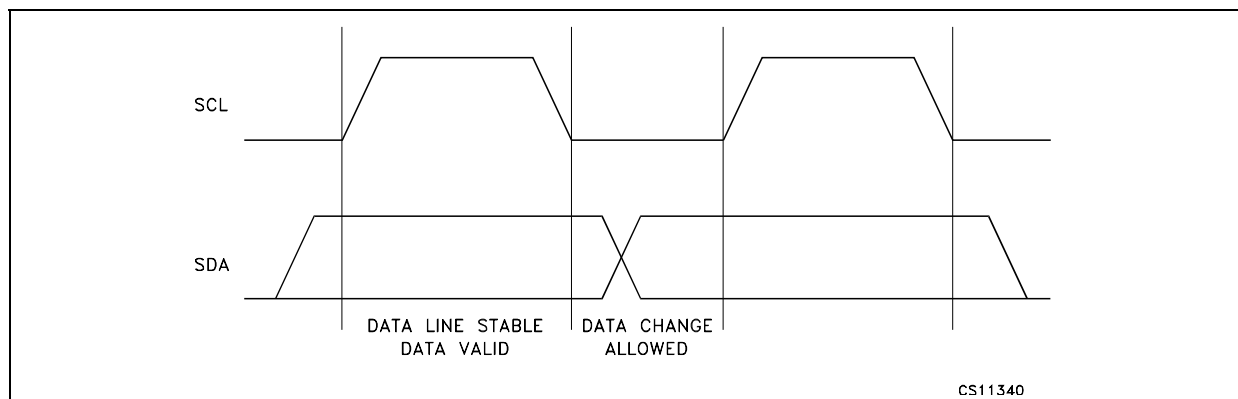 SCL
SDA
DATA LINE STABLE
DATA VALID
DATA CHANGE
ALLOWED
CS11340